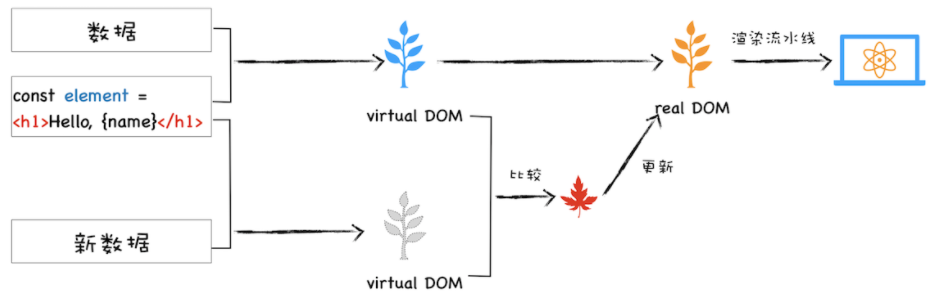 数据
渲染流水线
const element =
<h1>Hello, {name}</h1>
virtual DOM
real DOM
比较
更新
新数据
virtual DOM